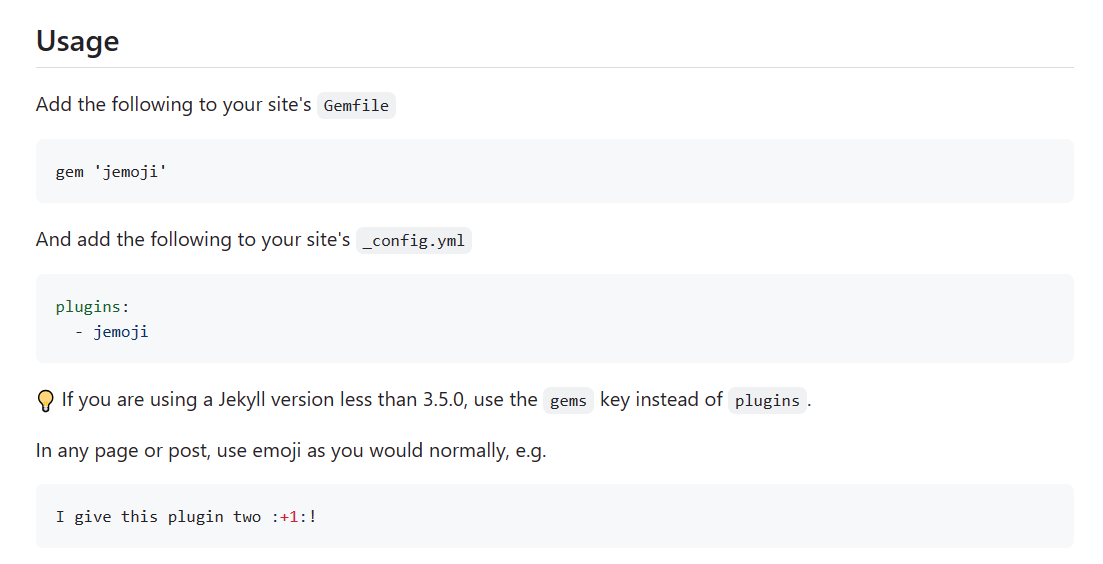 Usage
Add the following to your site's Gemfile
gem 'jemoji'
And add the following to your site's _config.yml
plugins:
  - jemoji
💡 If you are using a Jekyll version less than 3.5.0, use the gems key instead of plugins.
In any page or post, use emoji as you would normally, e.g.
I give this plugin two :+1:!